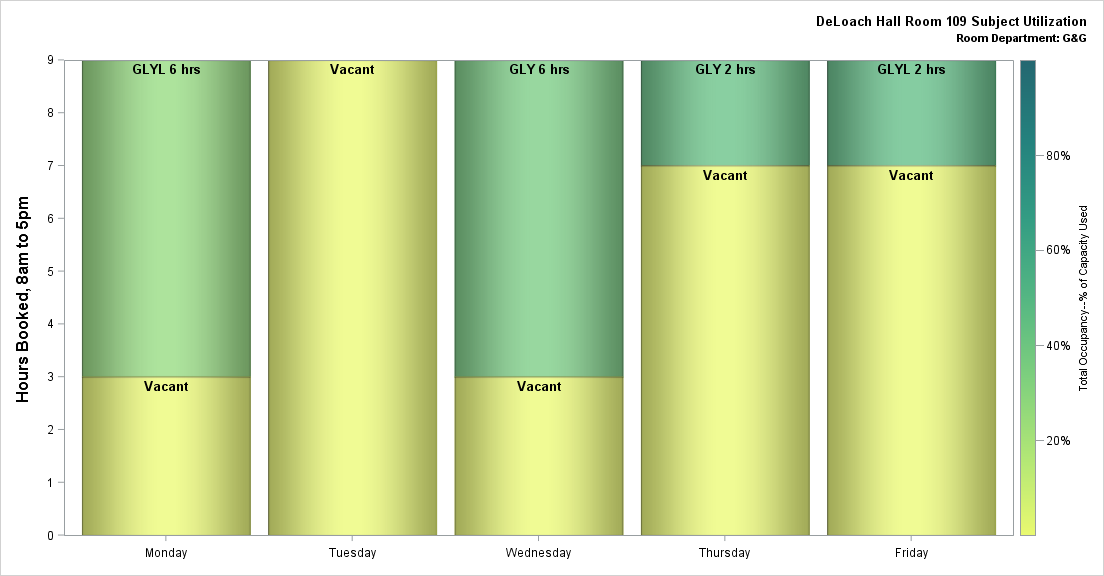 DeLoach Hall Room 109 Subject Utilization
Room Department: G&G
Hours Booked, 8am to 5pm
9
8
7
6
5
4
3
2
1
0
GLYL 6 hrs
Vacant
Vacant
GLY 6 hrs
Vacant
GLY 2 hrs
Vacant
GLYL 2 hrs
Vacant
Monday
Tuesday
Wednesday
Thursday
Friday
80%
60%
40%
20%
Total Occupancy--% of Capacity Used